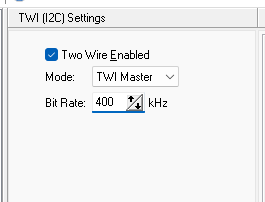 TWI (I2C) Settings
Two Wire Enabled
Mode: TWI Master
Bit Rate: 400 kHz